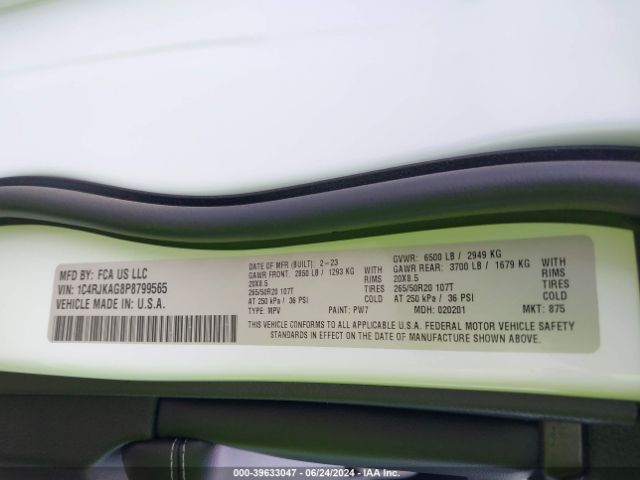 MFD BY: FCA US LLC
VIN: 1C4RJKAG8P8799565
VEHICLE MADE IN: U.S.A.
DATE OF MFR (BUILT) 2-23
GAWR FRONT: 2850 LB / 1293 KG WITH
20X8.5 RIMS
265/50R20 107T TIRES
AT 250 kPa / 36 PSI COLD
TYPE: MPV PAINT: PW7
GVWR: 6500 LB / 2949 KG
GAWR REAR: 3700 LB / 1679 KG WITH
20X8.5 RIMS
265/50R20 107T TIRES
AT 250 kPa / 36 PSI COLD
MDH: 020201 MKT: 875
THIS VEHICLE CONFORMS TO ALL APPLICABLE U.S.A. FEDERAL MOTOR VEHICLE SAFETY
STANDARDS IN EFFECT ON THE DATE OF MANUFACTURE SHOWN ABOVE.
000-39633047 - 06/24/2024 - IAA Inc.